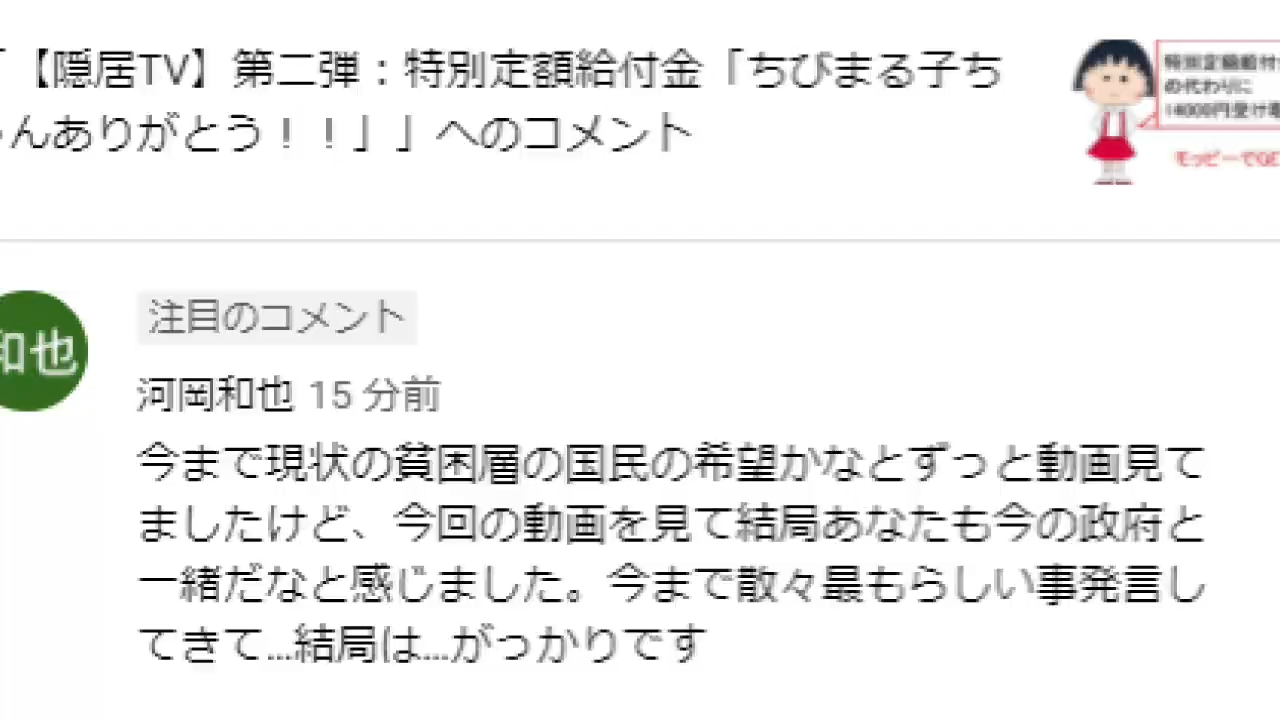 「【隠居TV】第二弾：特別定額給付金「ちびまる子ち
ゃんありがとう！！」」へのコメント
特別定額給付
の代わりに
14000円受け
モッピーでGE
注目のコメント
和也
河岡和也 15 分前
今まで現状の貧困層の国民の希望かなとずっと動画見て
ましたけど、今回の動画を見て結局あなたも今の政府と
一緒だなと感じました。今まで散々最もらしい事発言し
てきて...結局は...がっかりです